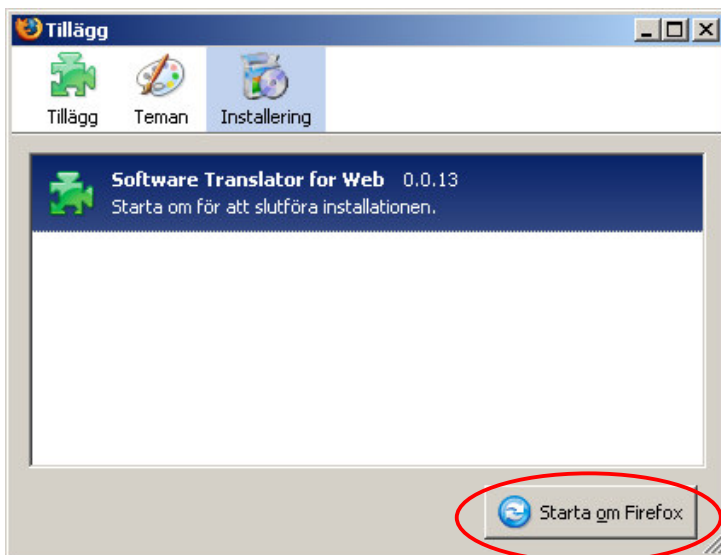 Tillägg
Tillägg Teman Installering
Software Translator for Web 0.0.13
Starta om för att slutföra installationen.
Starta om Firefox